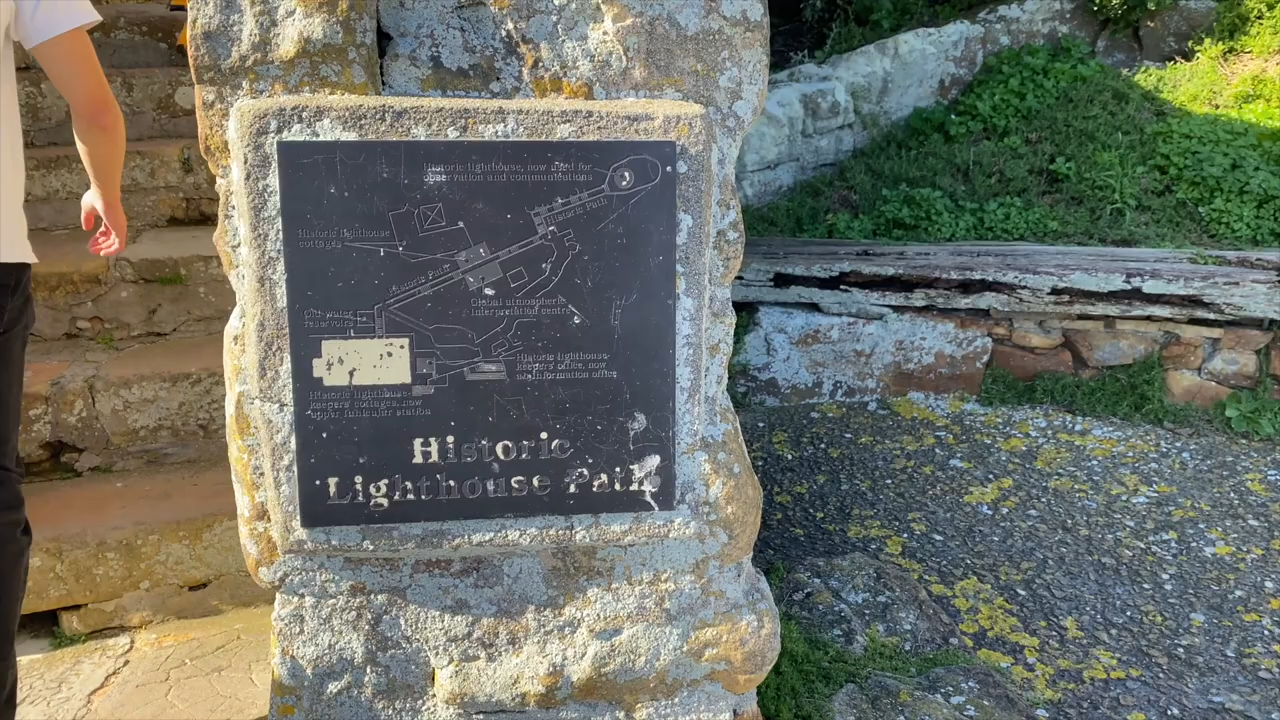 Historic lighthouse, now used for
observation and communications
Historic Path
Historic lighthouse
cottages
Historic Path
Global atmospheric
interpretation centre
Old water
reservoirs
Historic lighthouse-
keepers' office, now
an information office
Historic lighthouse-
keepers' cottages, now
upper funicular station
Historic
Lighthouse Path